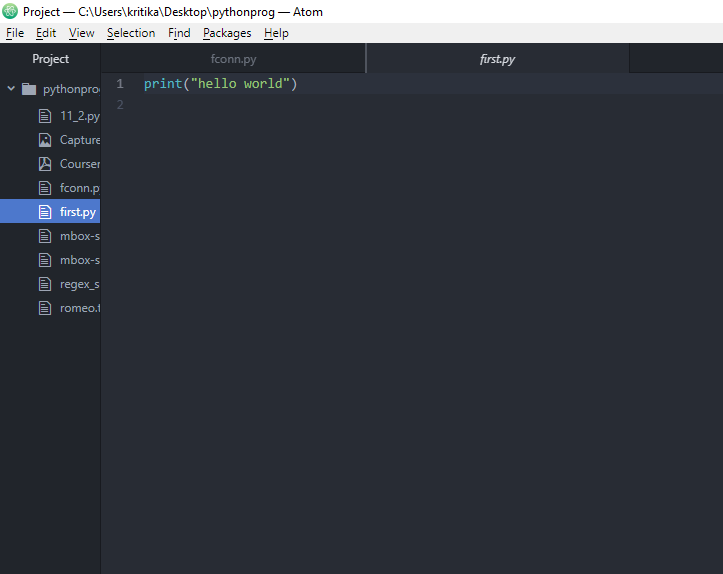 Project — C:\Users\kritika\Desktop\pythonprog — Atom
File Edit View Selection Find Packages Help
Project
fconn.py
first.py
pythonpro
11_2.py
Capture
Courser
fconn.p
first.py
mbox-s
mbox-s
regex_s
romeo.t
1 print("hello world")
2